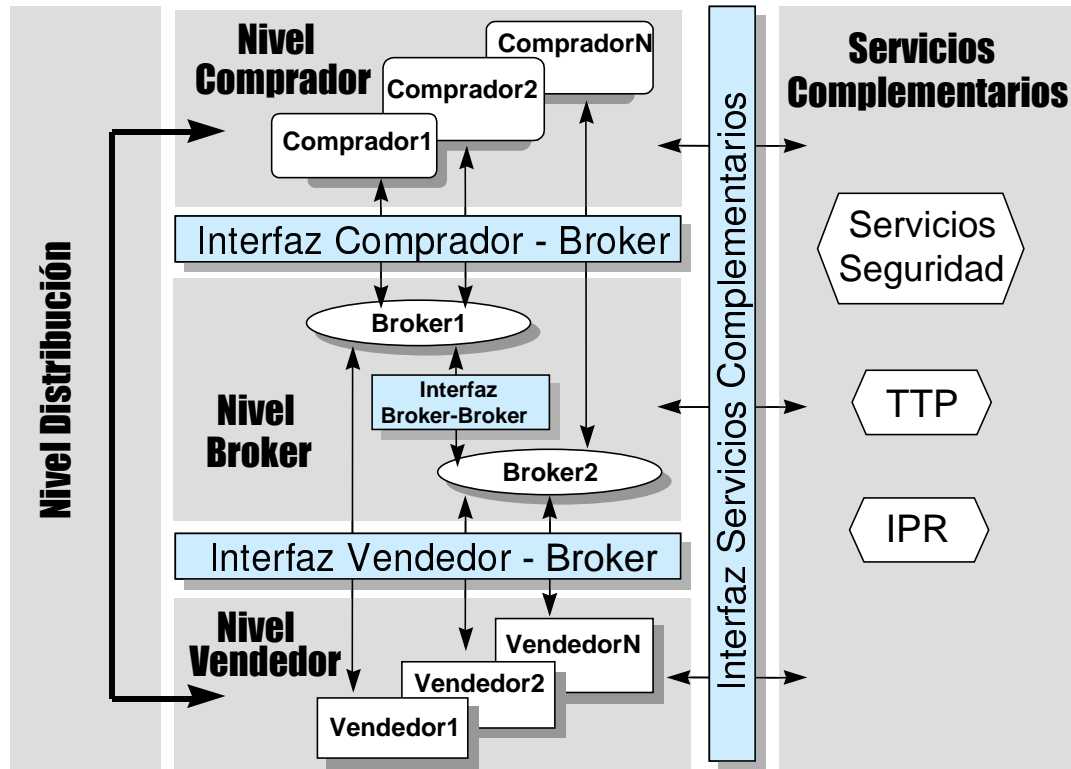 Nivel
Comprador
CompradorN
Comprador2
Comprador1
Interfaz Comprador - Broker
Broker1
Interfaz
Broker-Broker
Nivel
Broker
Broker2
Interfaz Vendedor - Broker
Nivel
Vendedor
VendedorN
Vendedor2
Vendedor1
Nivel Distribución
Interfaz Servicios Complementarios
Servicios
Complementarios
Servicios
Seguridad
TTP
IPR